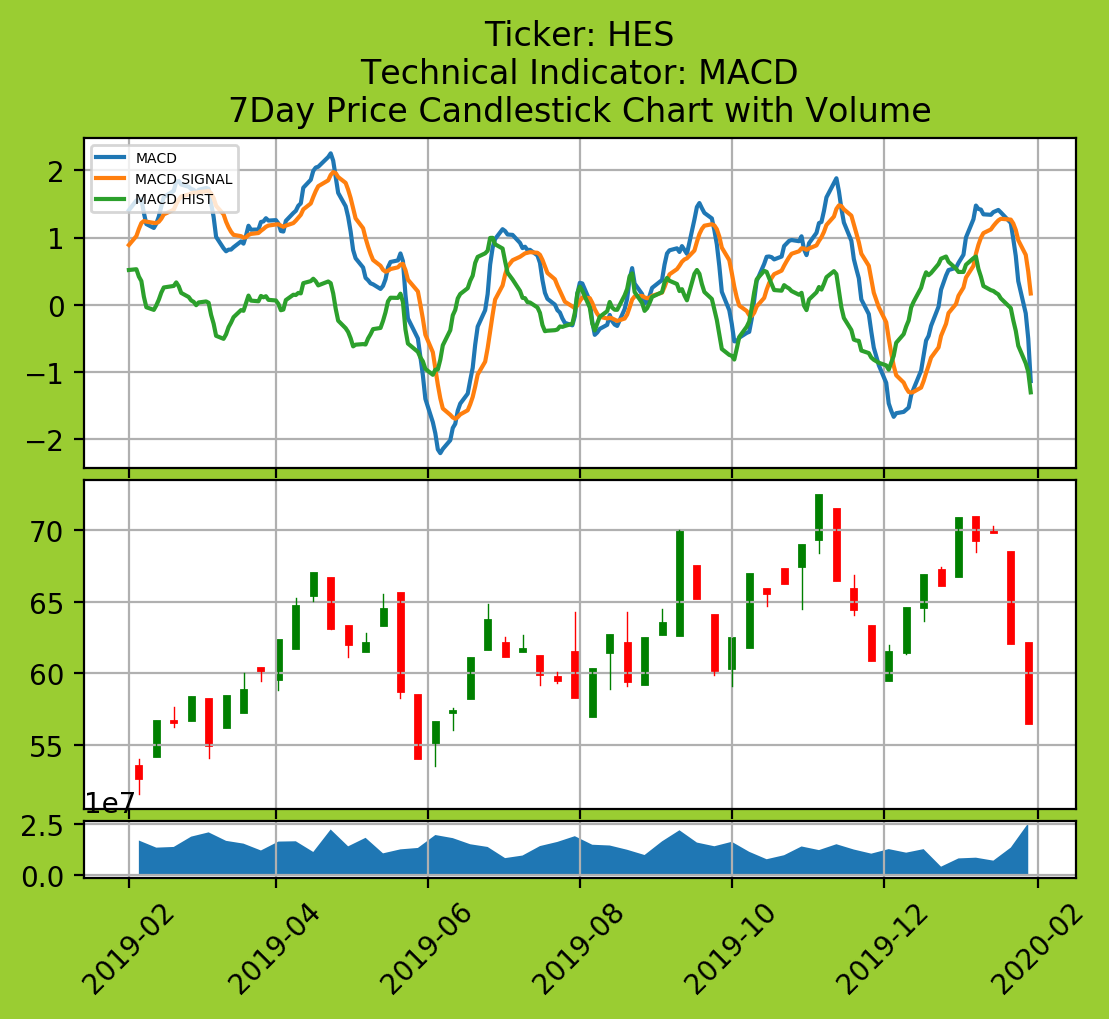 Ticker: HES
Technical Indicator: MACD
7Day Price Candlestick Chart with Volume
MACD
MACD SIGNAL
MACD HIST
2
1
0
−1
−2
70
65
60
55
1e7
2.5
0.0
2019-02
2019-04
2019-06
2019-08
2019-10
2019-12
2020-02